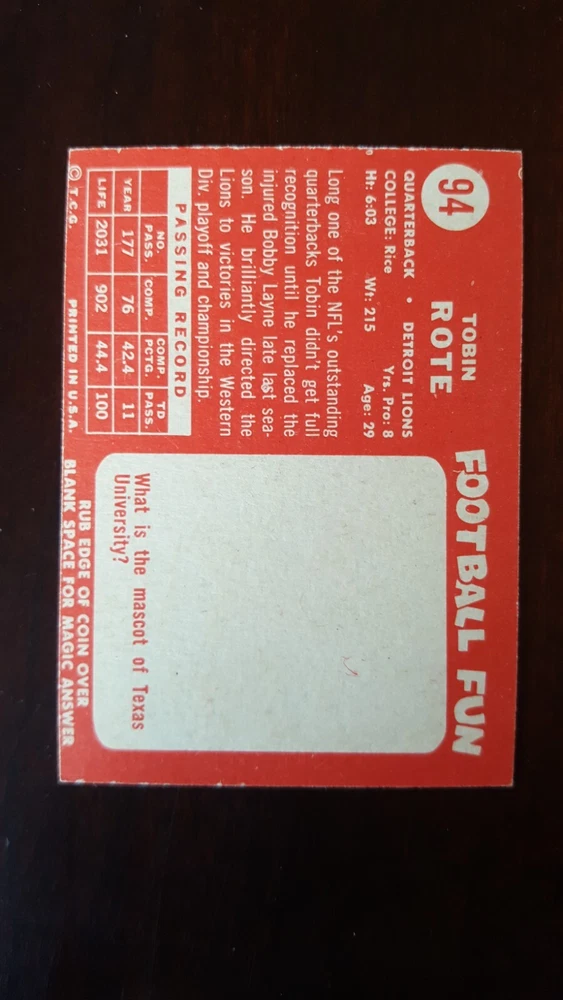 94
TOBIN
ROTE
QUARTERBACK • DETROIT LIONS
COLLEGE: Rice Yrs. Pro: 8
Ht: 6:03 Wt: 215 Age: 29
Long one of the NFL's outstanding
quarterbacks Tobin didn't get full
recognition until he replaced the
injured Bobby Layne late last sea-
son. He brilliantly directed the
Lions to victories in the Western
Div. playoff and championship.
PASSING RECORD
NO. PASS. COMP. COMP. PCTG. TD PASS.
YEAR 177 76 42.4 11
LIFE 2031 902 44.4 100
© T.C.G. PRINTED IN U.S.A.
FOOTBALL FUN
What is the mascot of Texas
University?
RUB EDGE OF COIN OVER
BLANK SPACE FOR MAGIC ANSWER